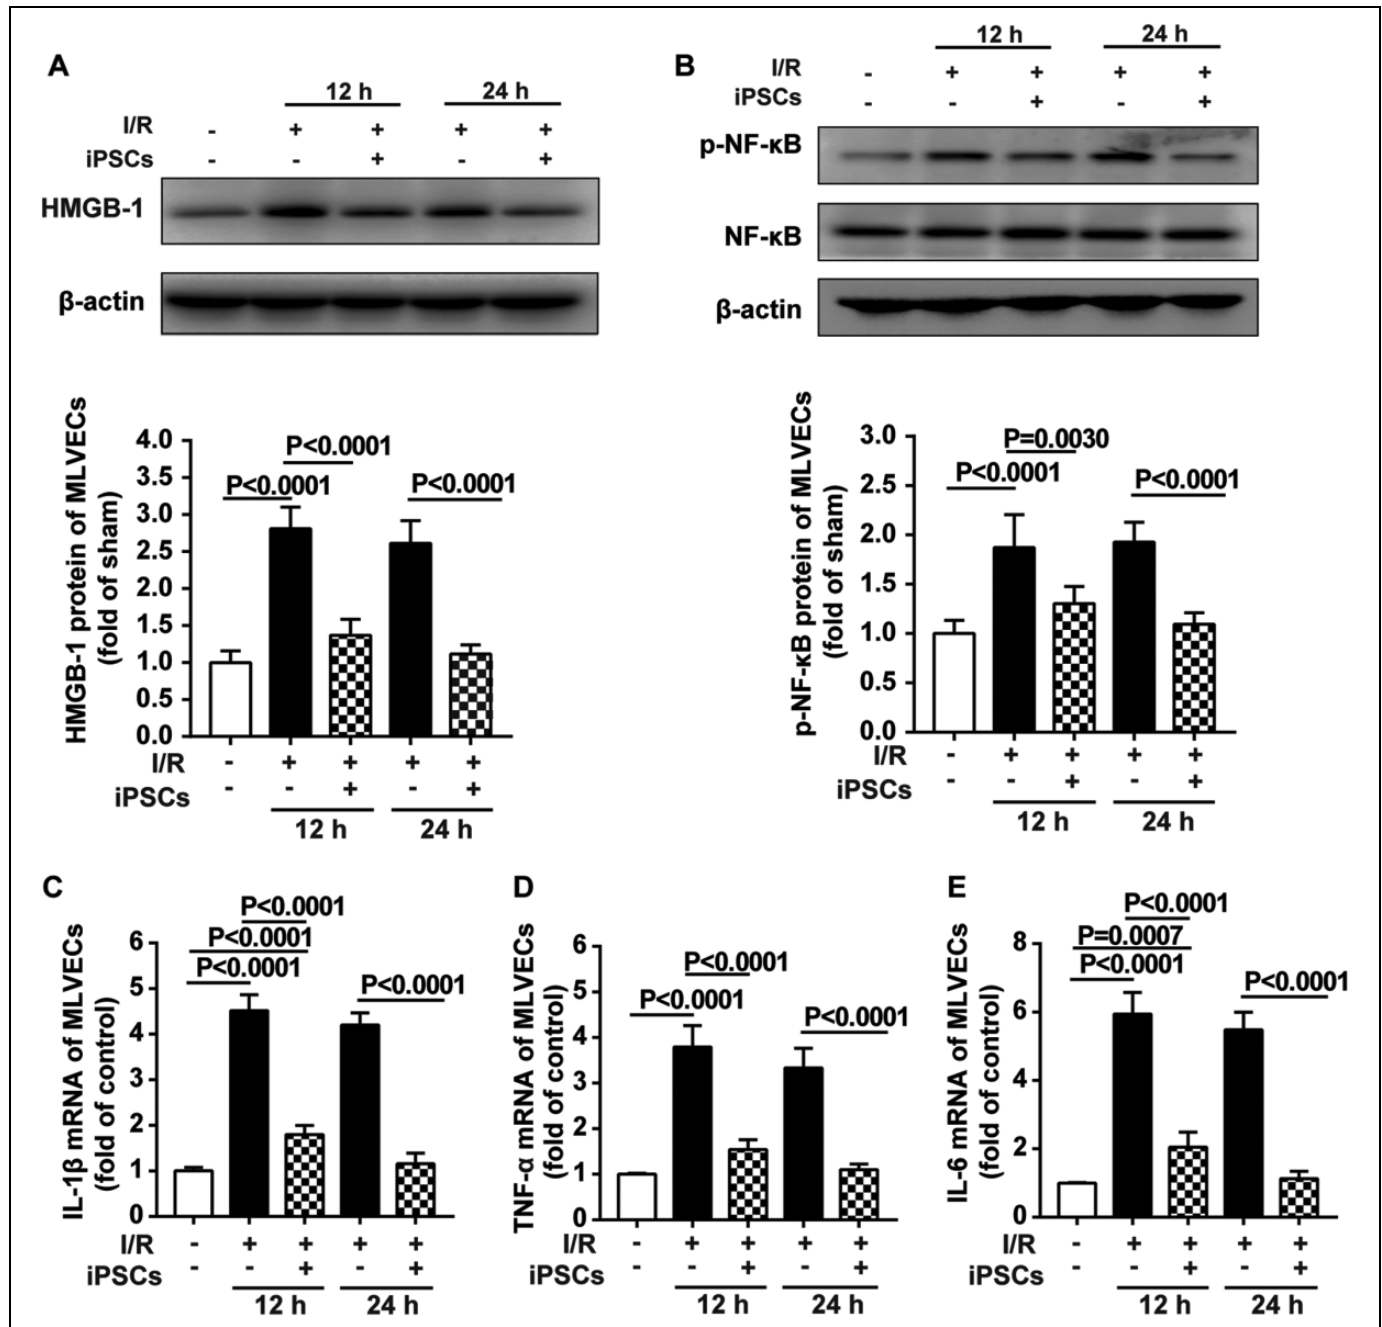 A
12 h 24 h
I/R - + + + +
iPSCs - - + - +
HMGB-1
β-actin
B
12 h 24 h
I/R - + + + +
iPSCs - - + - +
p-NF-κB
NF-κB
β-actin
HMGB-1 protein of MLVECs
(fold of sham)
4.0
3.5
3.0
2.5
2.0
1.5
1.0
0.5
0.0
P<0.0001
P<0.0001
P<0.0001
I/R - + + + +
iPSCs - - + - +
12 h 24 h
p-NF-κB protein of MLVECs
(fold of sham)
3.0
2.5
2.0
1.5
1.0
0.5
0.0
P=0.0030
P<0.0001
P<0.0001
I/R - + + + +
iPSCs - - + - +
12 h 24 h
C
IL-1β mRNA of MLVECs
(fold of control)
6
5
4
3
2
1
0
P<0.0001
P<0.0001
P<0.0001
P<0.0001
I/R - + + + +
iPSCs - - + - +
12 h 24 h
D
TNF-α mRNA of MLVECs
(fold of control)
6
5
4
3
2
1
0
P<0.0001
P<0.0001
P<0.0001
I/R - + + + +
iPSCs - - + - +
12 h 24 h
E
IL-6 mRNA of MLVECs
(fold of control)
8
6
4
2
0
P<0.0001
P=0.0007
P<0.0001
P<0.0001
I/R - + + + +
iPSCs - - + - +
12 h 24 h